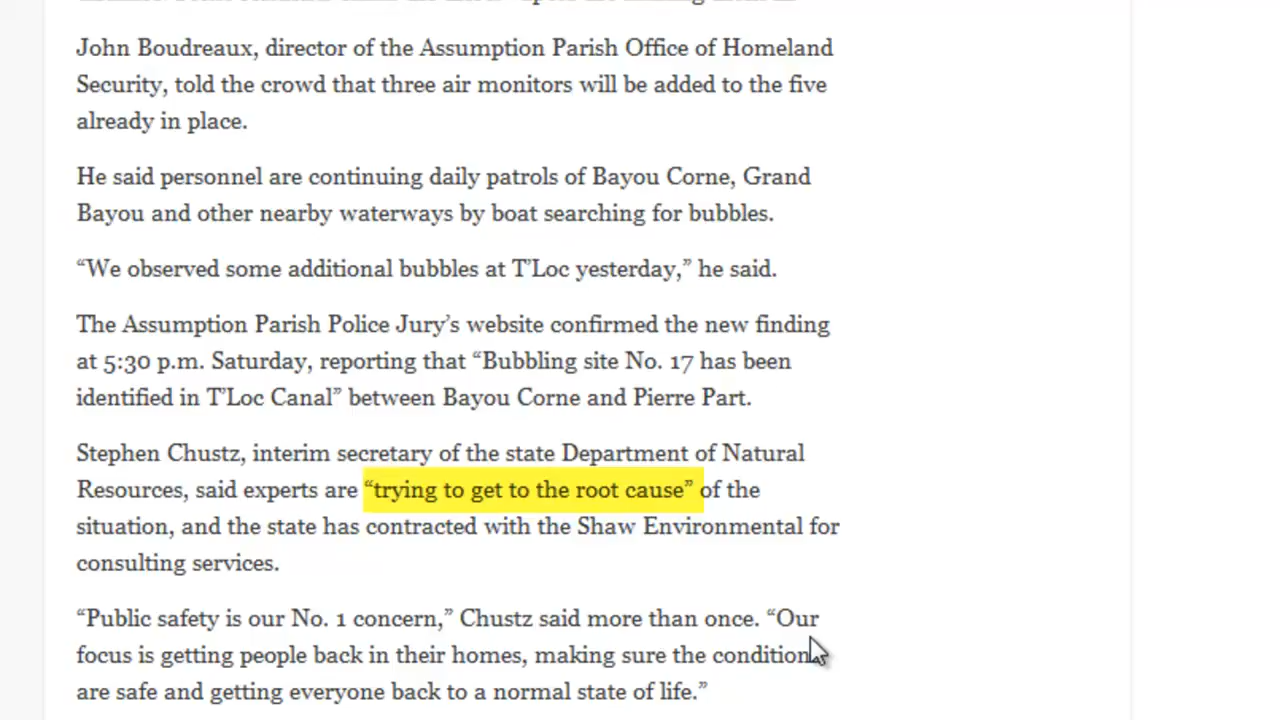 John Boudreaux, director of the Assumption Parish Office of Homeland
Security, told the crowd that three air monitors will be added to the five
already in place.
He said personnel are continuing daily patrols of Bayou Corne, Grand
Bayou and other nearby waterways by boat searching for bubbles.
“We observed some additional bubbles at T’Loc yesterday,” he said.
The Assumption Parish Police Jury’s website confirmed the new finding
at 5:30 p.m. Saturday, reporting that “Bubbling site No. 17 has been
identified in T’Loc Canal” between Bayou Corne and Pierre Part.
Stephen Chustz, interim secretary of the state Department of Natural
Resources, said experts are “trying to get to the root cause” of the
situation, and the state has contracted with the Shaw Environmental for
consulting services.
“Public safety is our No. 1 concern,” Chustz said more than once. “Our
focus is getting people back in their homes, making sure the condition
are safe and getting everyone back to a normal state of life.”